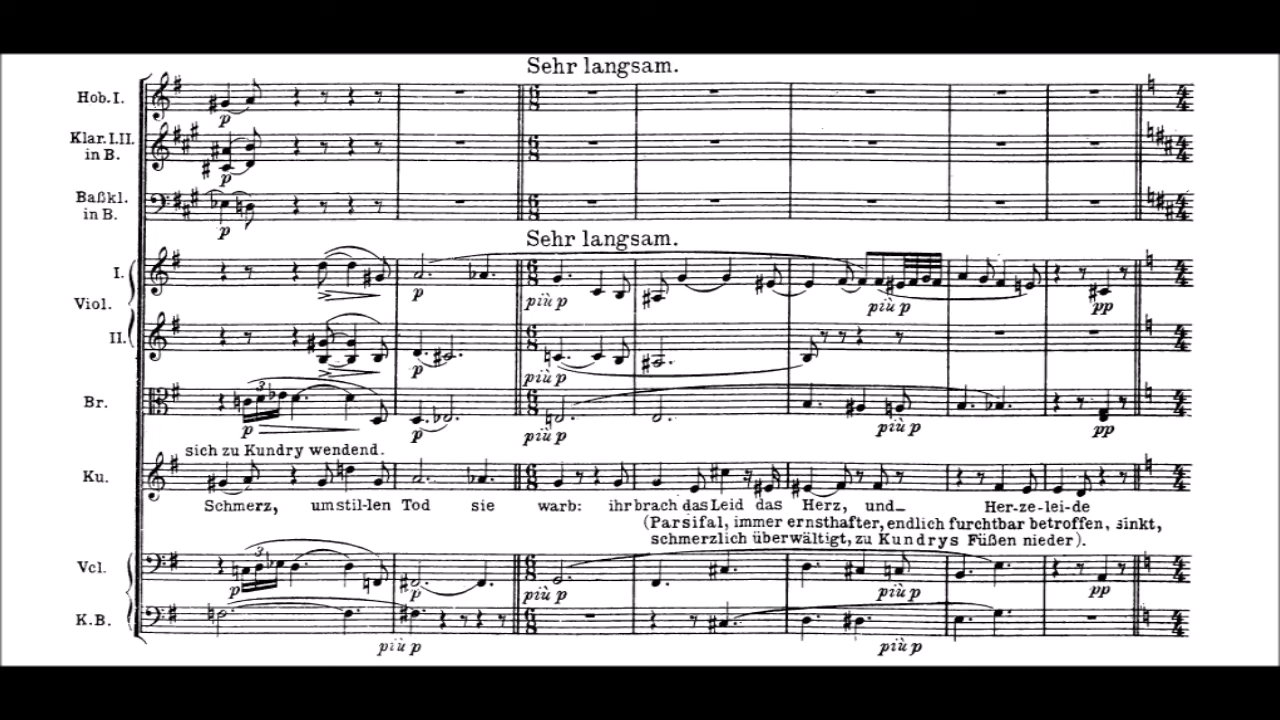 Sehr langsam.
Hob. I.
p
Klar. I. II.
in B.
p
Baßkl.
in B.
p
Sehr langsam.
I.
p
più p
più p
pp
Viol.
II.
p
più p
3
Br.
p
p
più p
più p
pp
sich zu Kundry wendend.
Ku.
Schmerz, um stil-len Tod sie warb: ihr brach das Leid das Herz, und_ Her-ze-lei-de
(Parsifal, immer ernsthafter, endlich furchtbar betroffen, sinkt,
schmerzlich überwältigt, zu Kundrys Füßen nieder).
3
Vcl.
p
p
più p
più p
pp
K.B.
più p
più p